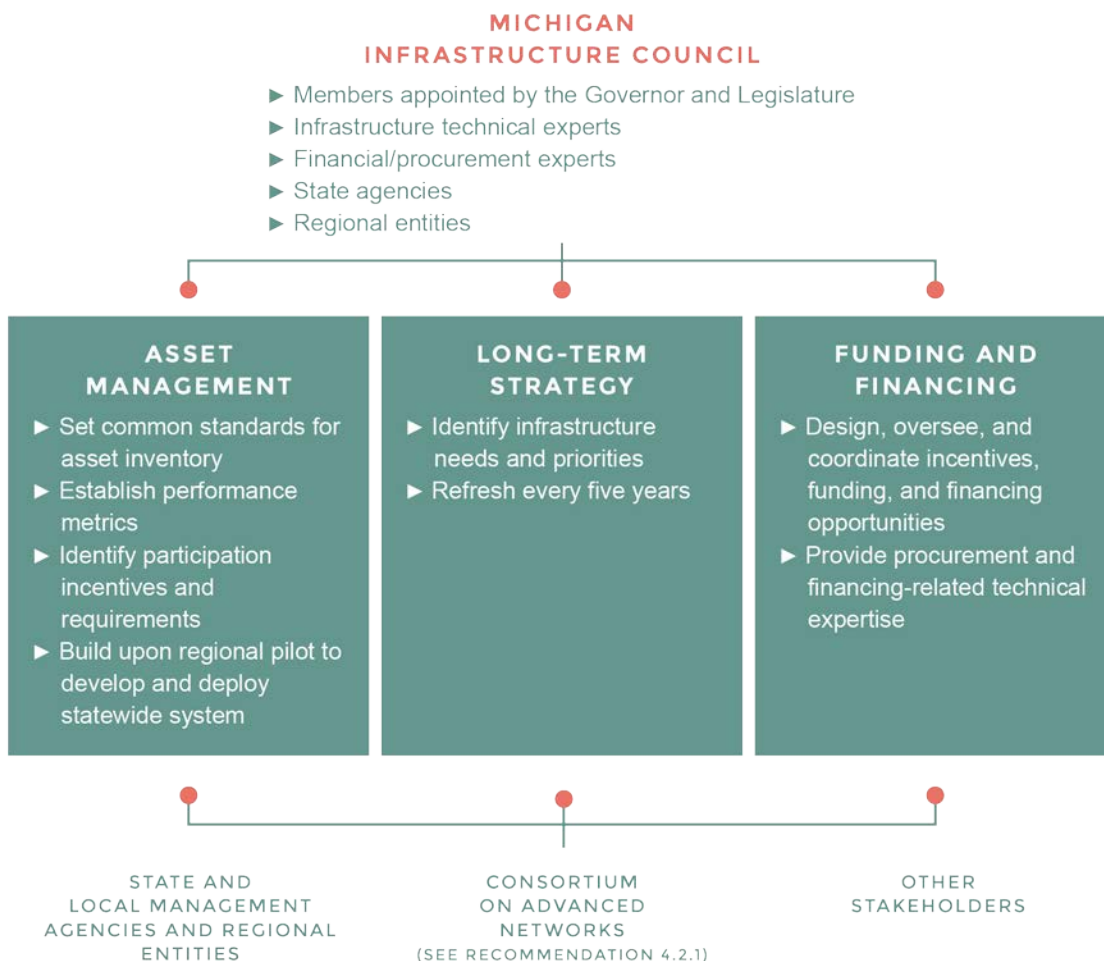 MICHIGAN
INFRASTRUCTURE COUNCIL
► Members appointed by the Governor and Legislature
► Infrastructure technical experts
► Financial/procurement experts
► State agencies
► Regional entities
ASSET
MANAGEMENT
► Set common standards for
asset inventory
► Establish performance
metrics
► Identify participation
incentives and
requirements
► Build upon regional pilot to
develop and deploy
statewide system
LONG-TERM
STRATEGY
► Identify infrastructure
needs and priorities
► Refresh every five years
FUNDING AND
FINANCING
► Design, oversee, and
coordinate incentives,
funding, and financing
opportunities
► Provide procurement and
financing-related technical
expertise
STATE AND
LOCAL MANAGEMENT
AGENCIES AND REGIONAL
ENTITIES
CONSORTIUM
ON ADVANCED
NETWORKS
(SEE RECOMMENDATION 4.2.1)
OTHER
STAKEHOLDERS